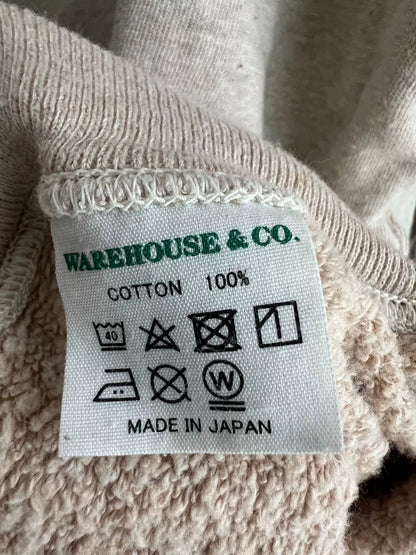 WAREHOUSE & CO.
COTTON 100%
40
W
MADE IN JAPAN